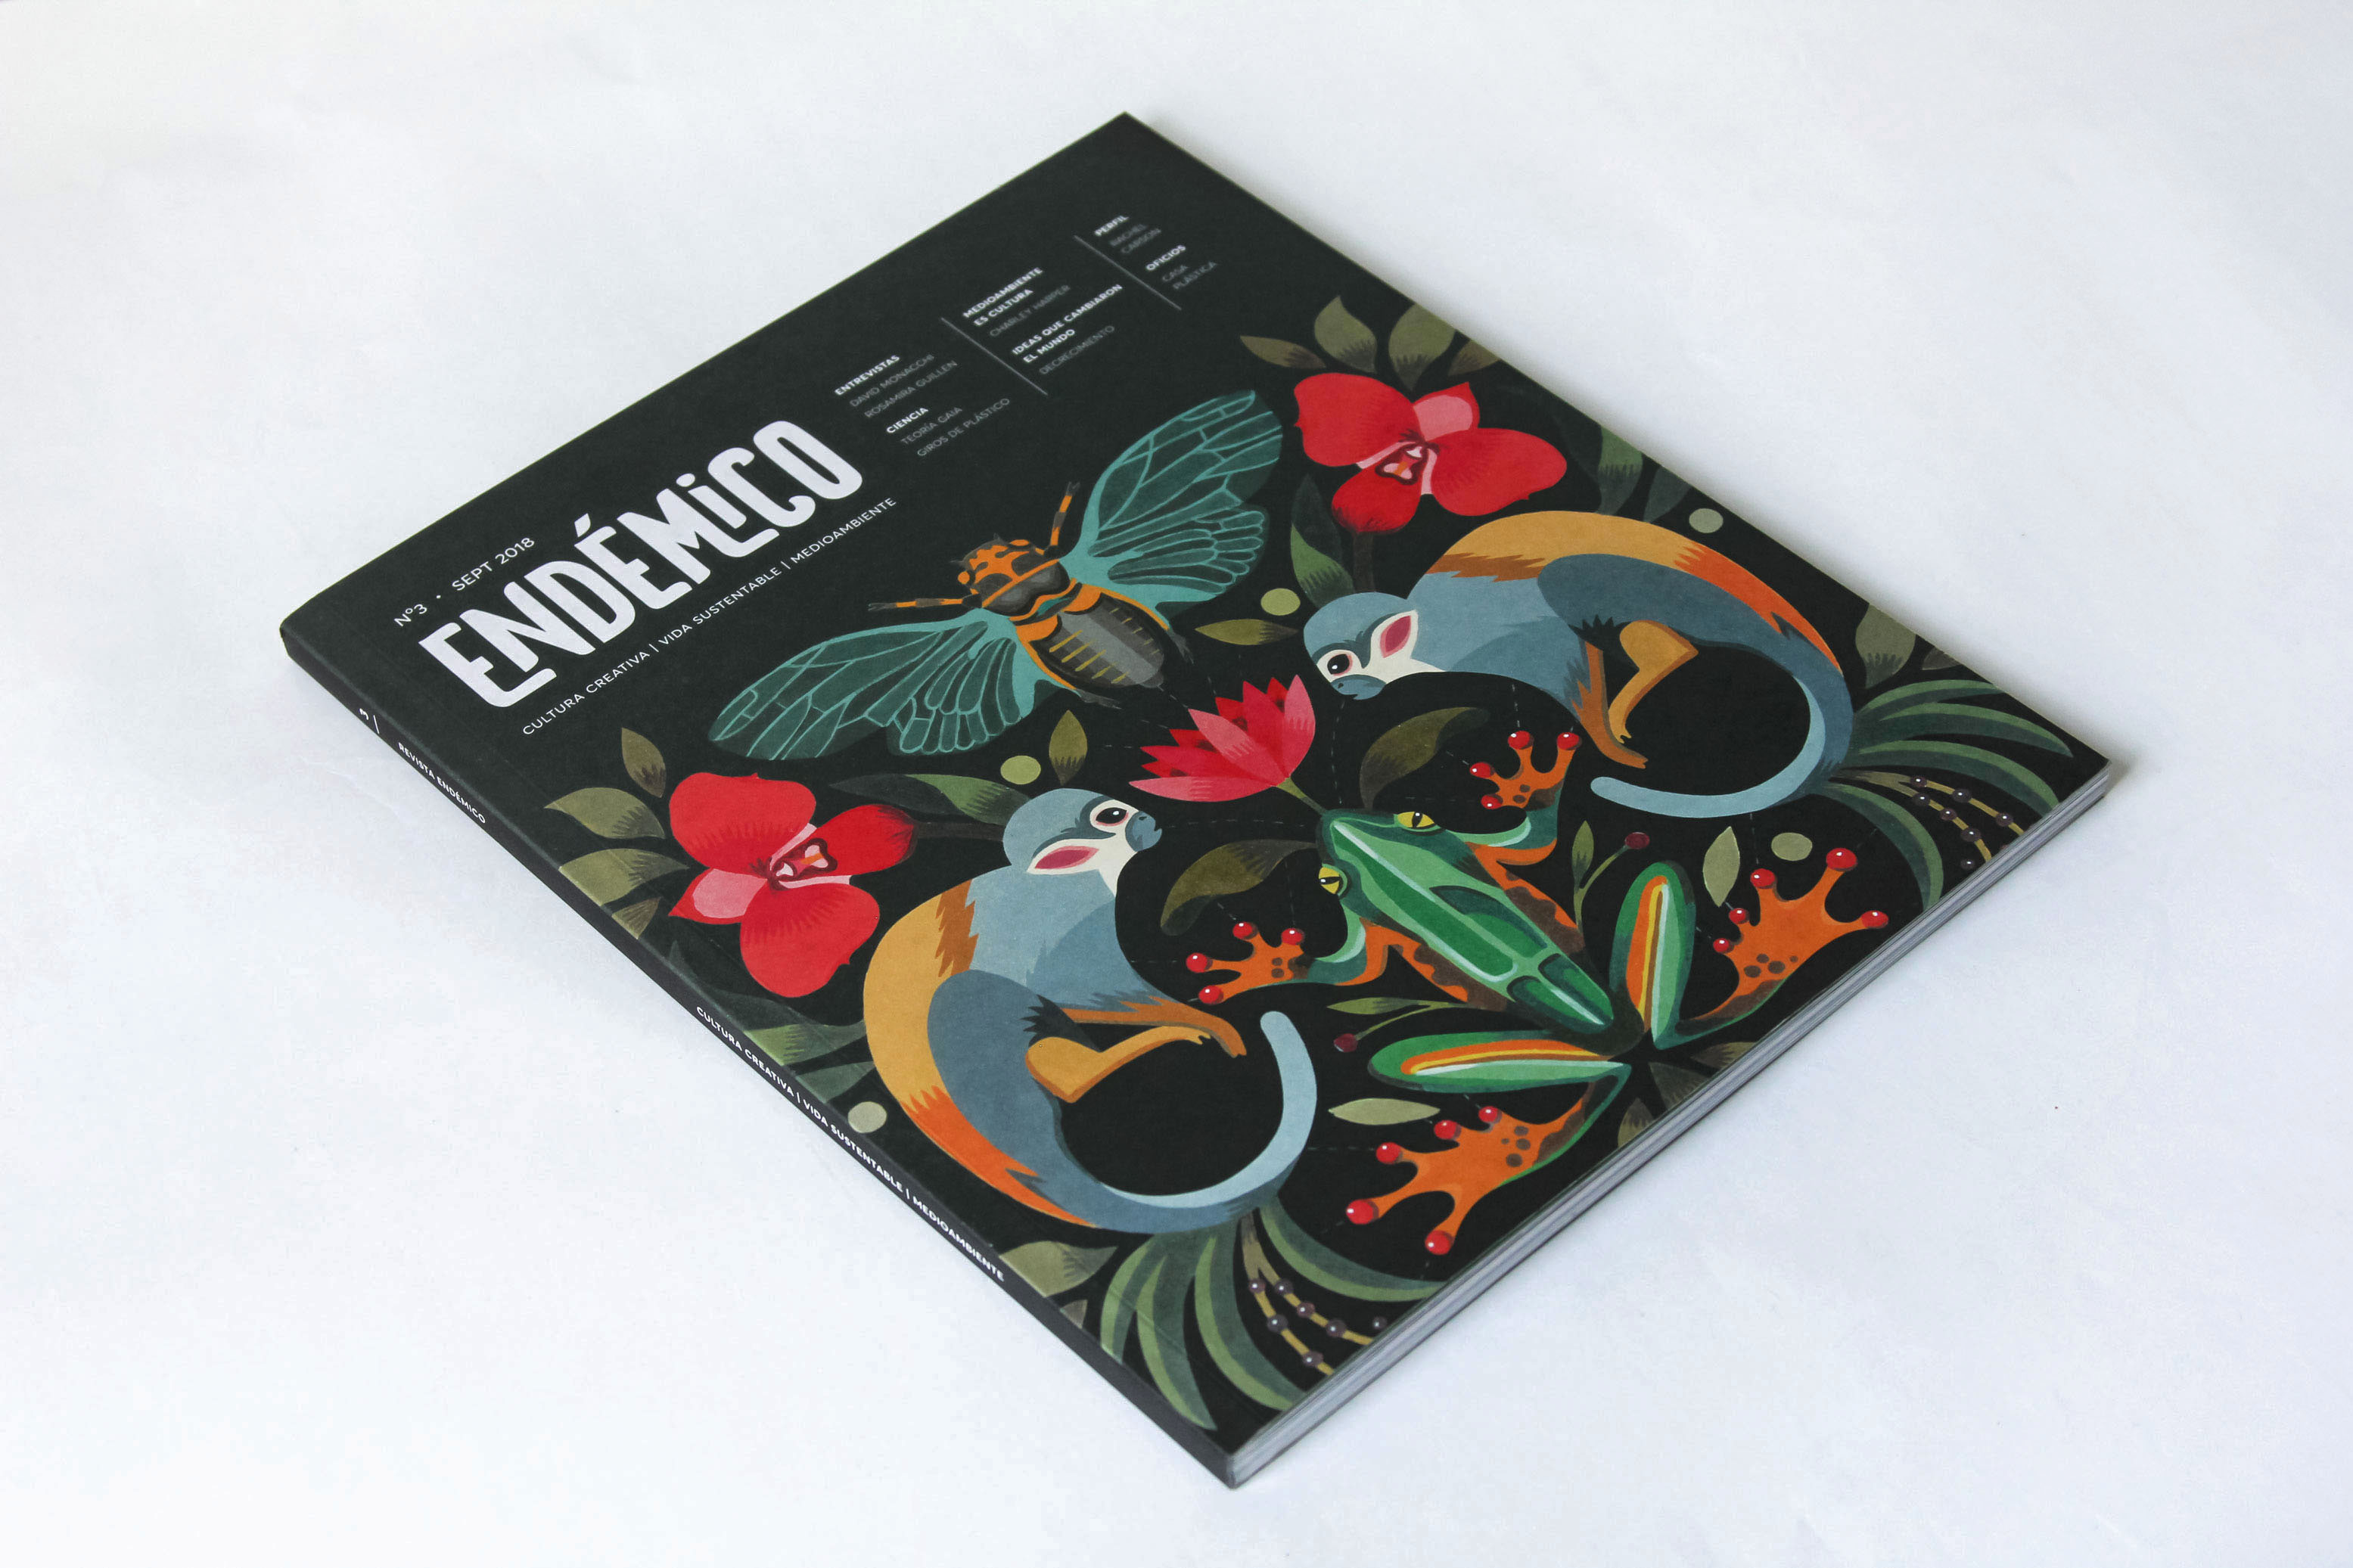 Nº3 • SEPT 2018
ENDÉMiCO
CULTURA CREATIVA | VIDA SUSTENTABLE | MEDIOAMBIENTE
ENTREVISTAS
DAVID MONACCHI
ROSAMIRA GUILLEN
CIENCIA
TEORÍA GAIA
GIROS DE PLÁSTICO
MEDIOAMBIENTE
ES CULTURA
CHARLEY HARPER
IDEAS QUE CAMBIARON
EL MUNDO
DECRECIMIENTO
PERFIL
RACHEL
CARSON
OFICIOS
CASA
PLÁSTICA
3 | REVISTA ENDÉMICO
CULTURA CREATIVA | VIDA SUSTENTABLE | MEDIOAMBIENTE